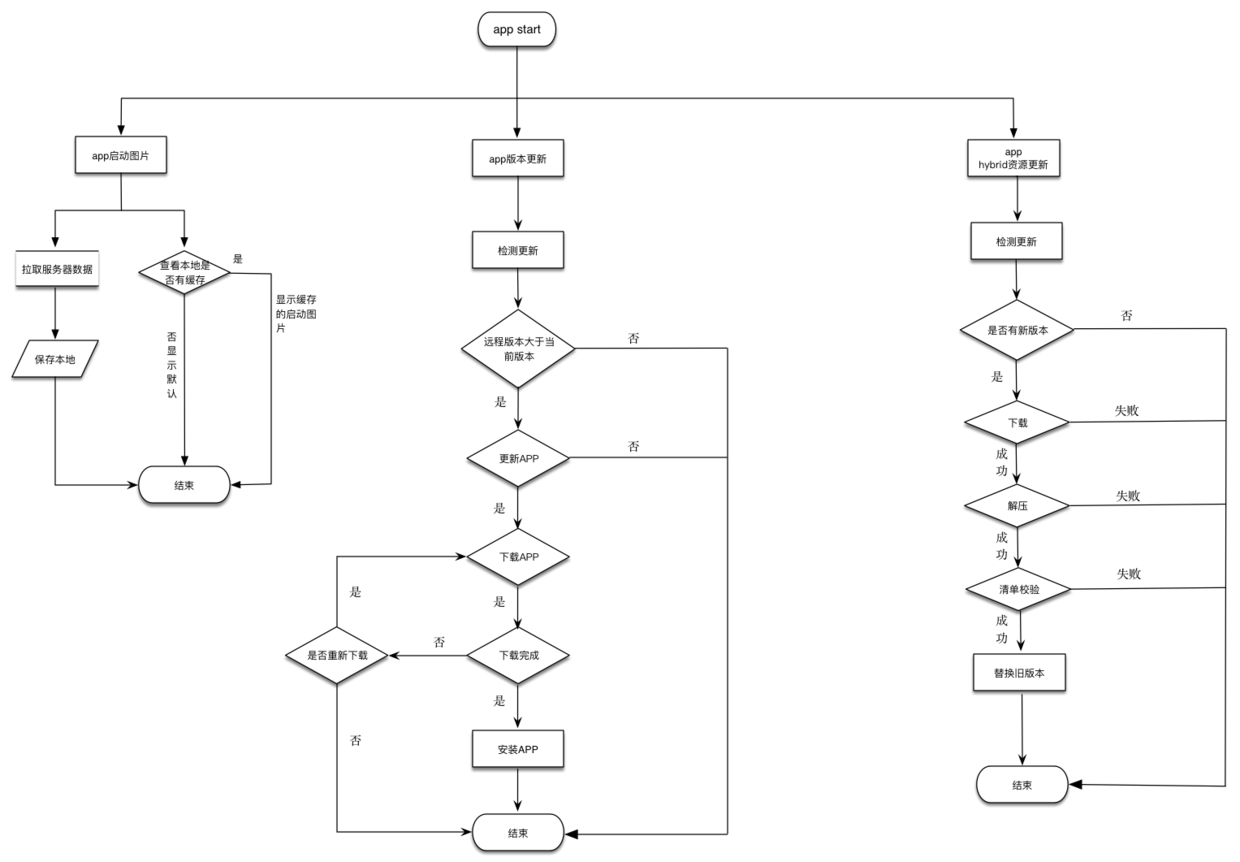 app start
app启动图片
拉取服务器数据
保存本地
查看本地是
否有缓存
是
显示缓存
的启动图
片
否
显
示
默
认
结束
app版本更新
检测更新
远程版本大于当
前版本
否
是
更新APP
否
是
下载APP
是
是
下载完成
否
是否重新下载
是
否
安装APP
结束
app
hybrid资源更新
检测更新
是否有新版本
否
是
下载
失败
成
功
解压
失败
成
功
清单校验
失败
成
功
替换旧版本
结束